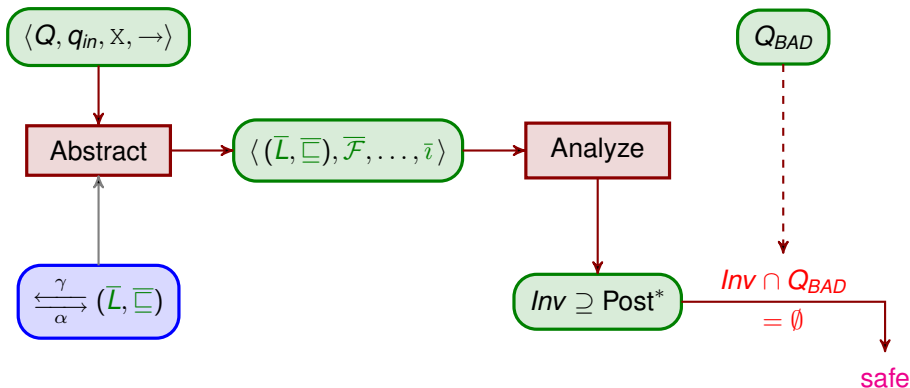 ⟨Q, q_in, X, →⟩
Q_BAD
Abstract
⟨(L̅, ⊑̅), F̅, …, ῑ⟩
Analyze
γ
⟵⟶ (L̅, ⊑̅)
α
Inv ⊇ Post*
Inv ∩ Q_BAD
= ∅
safe